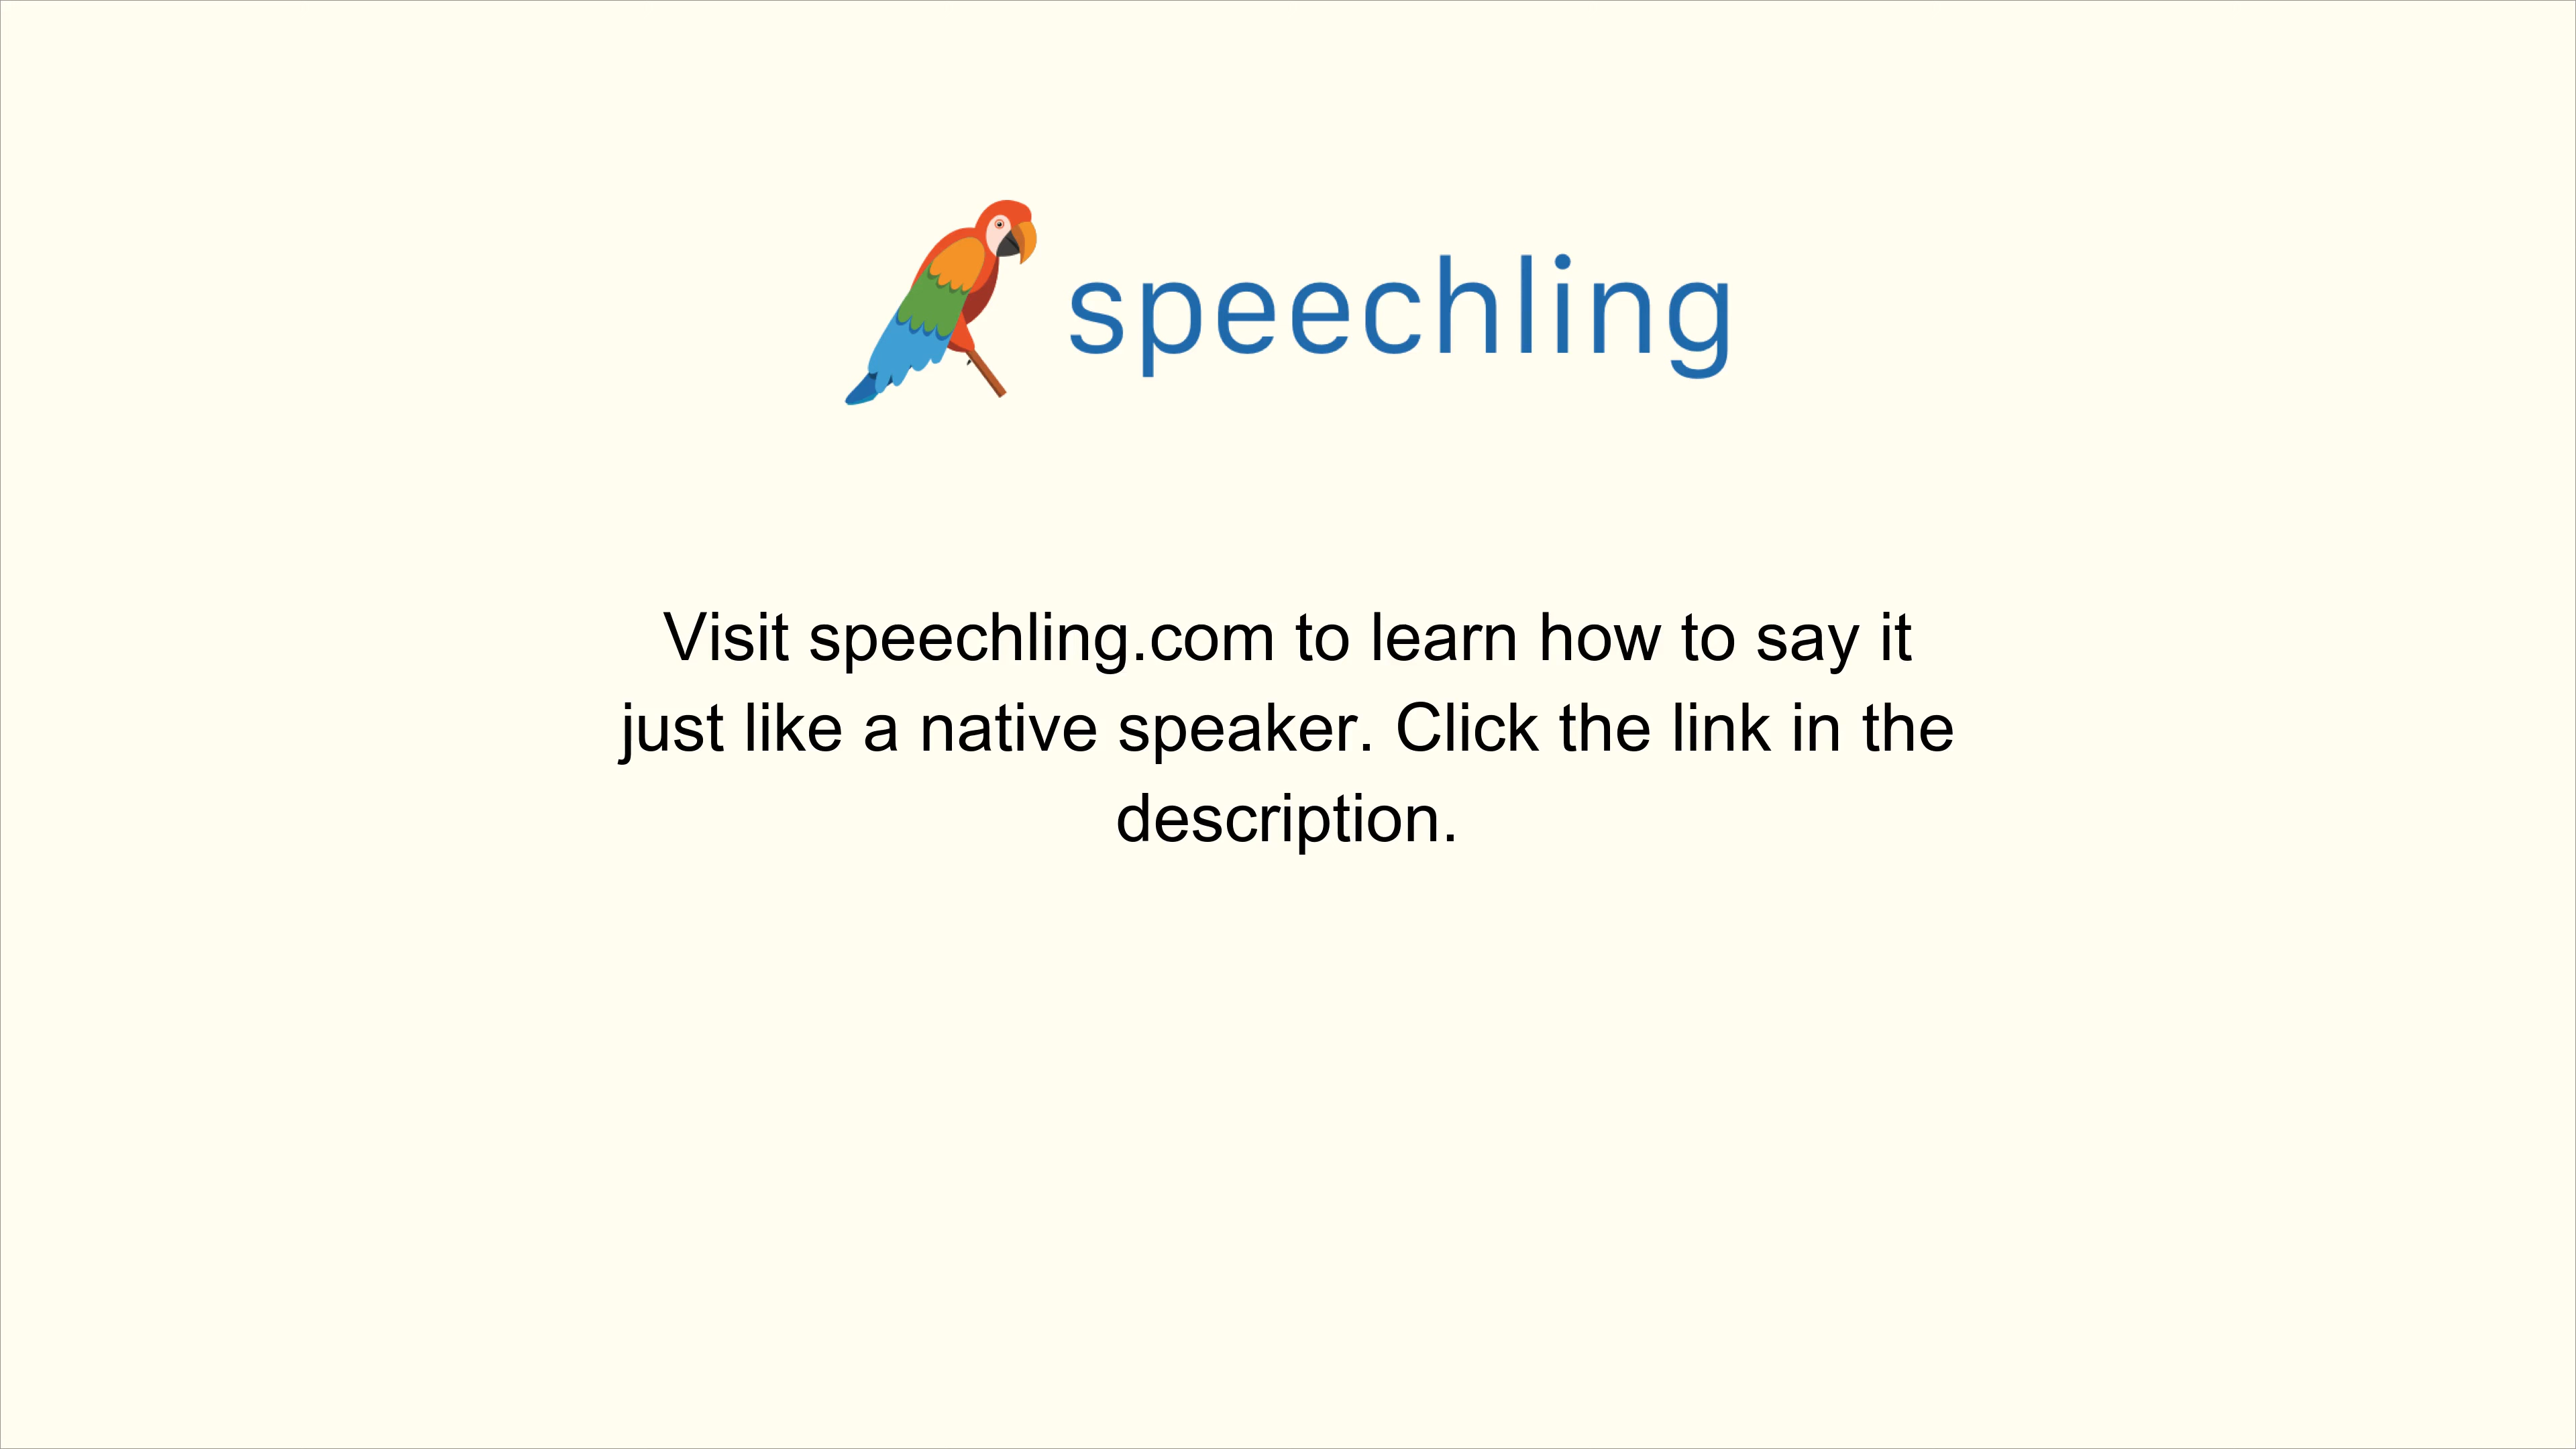 speechling
Visit speechling.com to learn how to say it
just like a native speaker. Click the link in the
description.